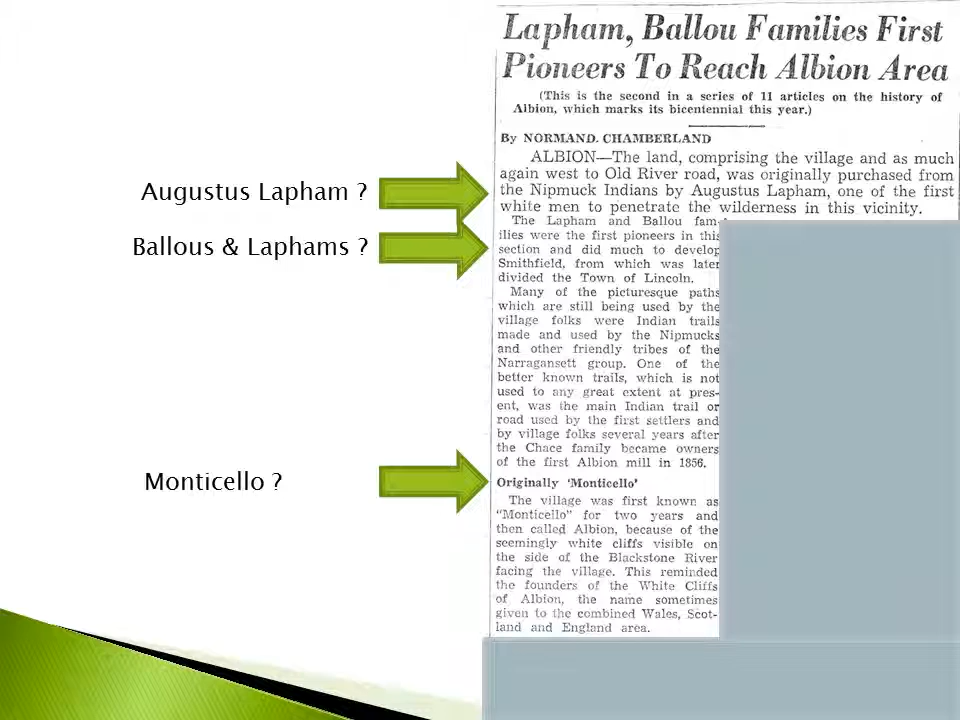 Lapham, Ballou Families First
Pioneers To Reach Albion Area
(This is the second in a series of 11 articles on the history of
Albion, which marks its bicentennial this year.)
By NORMAND. CHAMBERLAND
ALBION—The land, comprising the village and as much
again west to Old River road, was originally purchased from
the Nipmuck Indians by Augustus Lapham, one of the first
white men to penetrate the wilderness in this vicinity.
The Lapham and Ballou fam-
ilies were the first pioneers in this
section and did much to develop
Smithfield, from which was later
divided the Town of Lincoln.
Many of the picturesque paths
which are still being used by the
village folks were Indian trails
made and used by the Nipmucks
and other friendly tribes of the
Narragansett group. One of the
better known trails, which is not
used to any great extent at pres-
ent, was the main Indian trail or
road used by the first settlers and
by village folks several years after
the Chace family became owners
of the first Albion mill in 1856.
Originally 'Monticello'
The village was first known as
"Monticello" for two years and
then called Albion, because of the
seemingly white cliffs visible on
the side of the Blackstone River
facing the village. This reminded
the founders of the White Cliffs
of Albion, the name sometimes
given to the combined Wales, Scot-
land and England area.
Augustus Lapham ?
Ballous & Laphams ?
Monticello ?